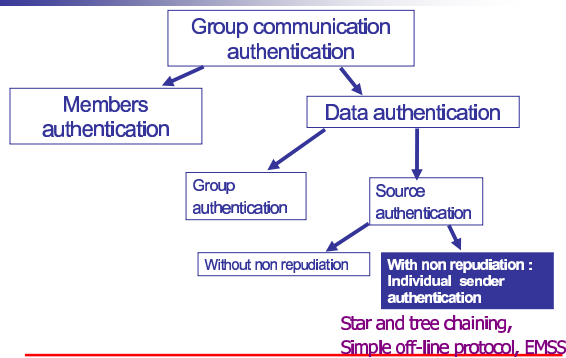 Group communication
authentication
Members
authentication
Data authentication
Group
authentication
Source
authentication
Without non repudiation
With non repudiation :
Individual sender
authentication
Star and tree chaining,
Simple off-line protocol, EMSS